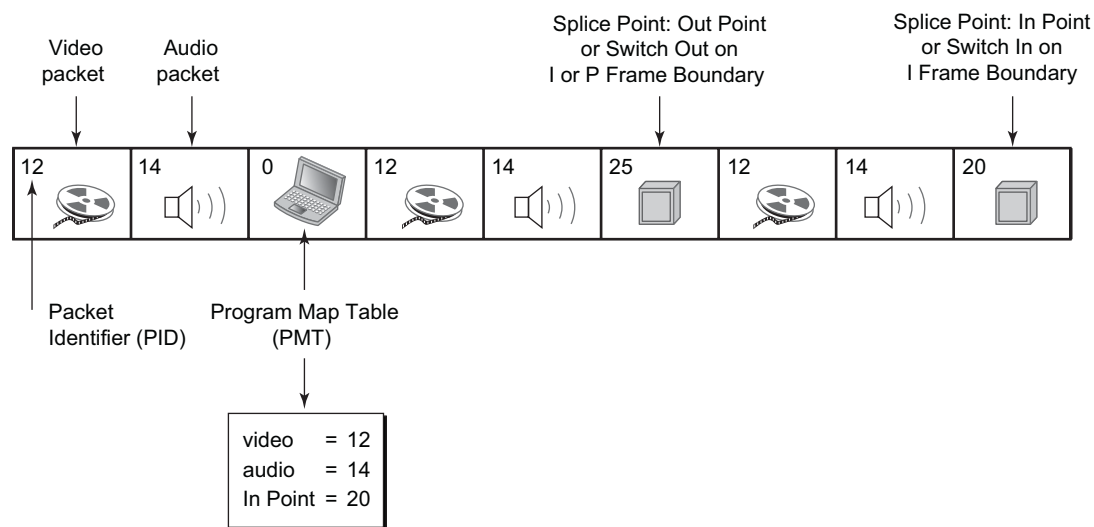 Video
packet
Audio
packet
Splice Point: Out Point
or Switch Out on
I or P Frame Boundary
Splice Point: In Point
or Switch In on
I Frame Boundary
12
14
0
12
14
25
12
14
20
Packet
Identifier (PID)
Program Map Table
(PMT)
video = 12
audio = 14
In Point = 20